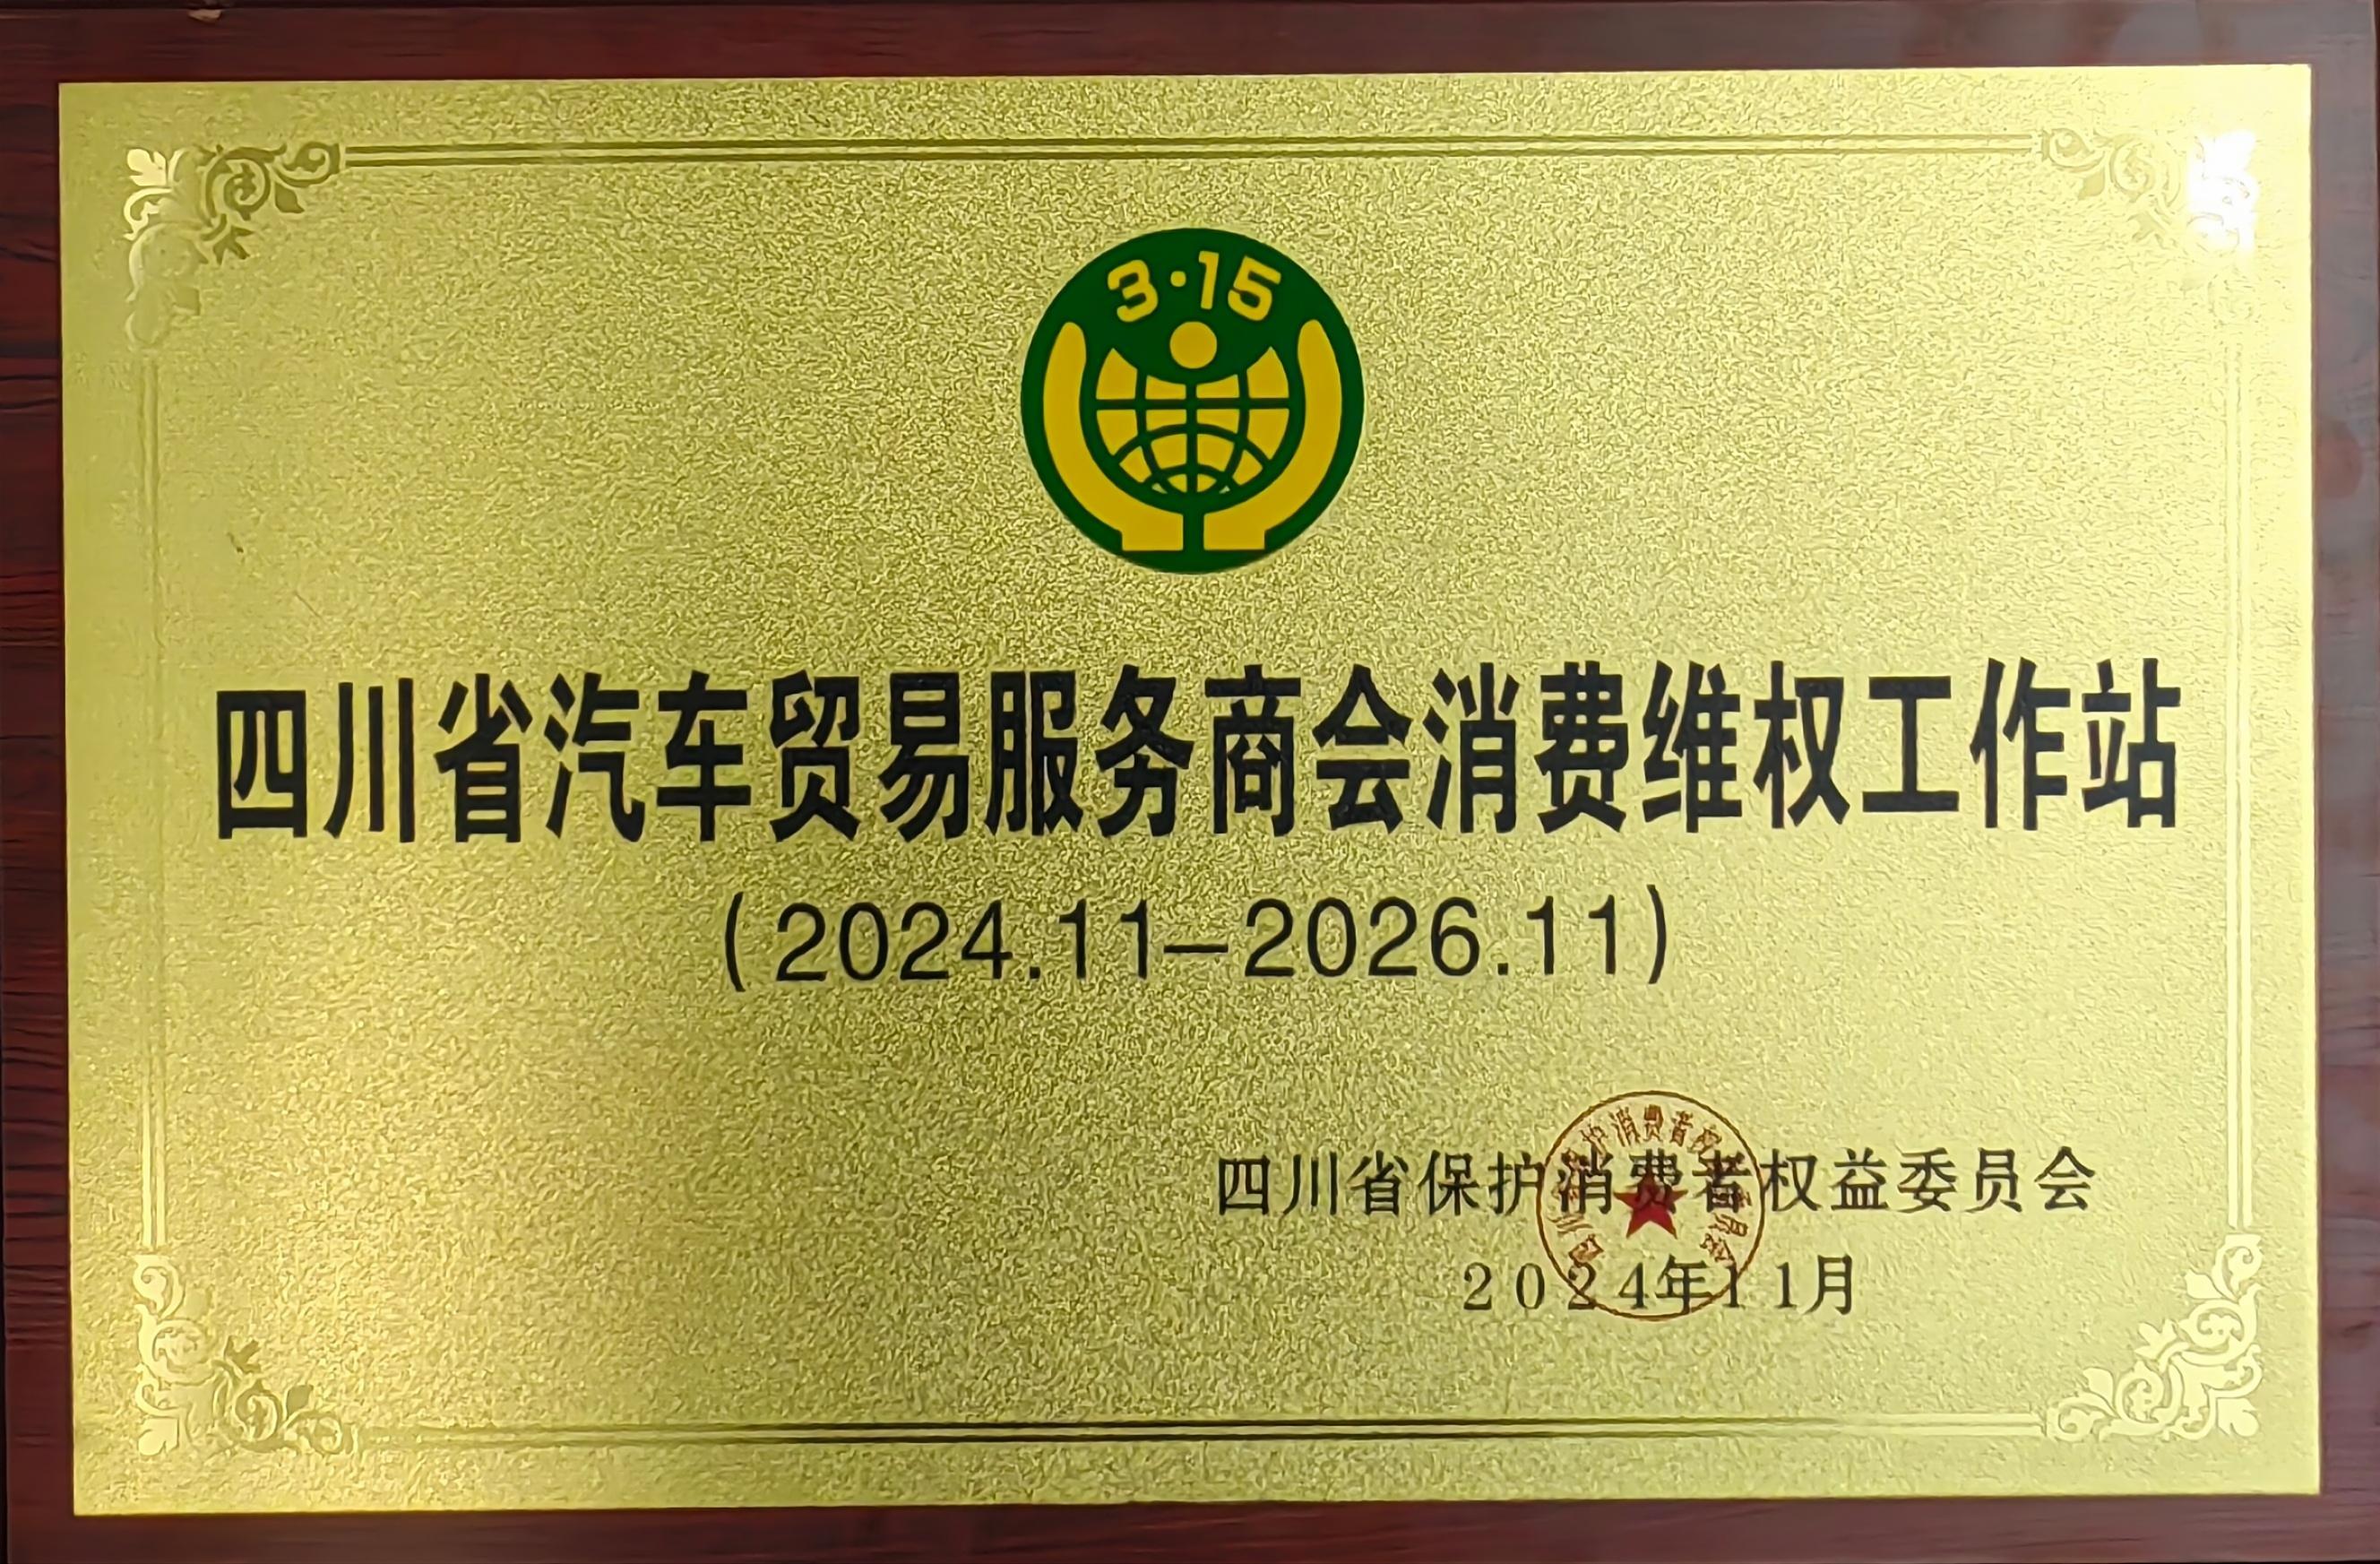 3·15
四川省汽车贸易服务商会消费维权工作站
(2024.11—2026.11)
四川省保护消费者权益委员会
2024年11月